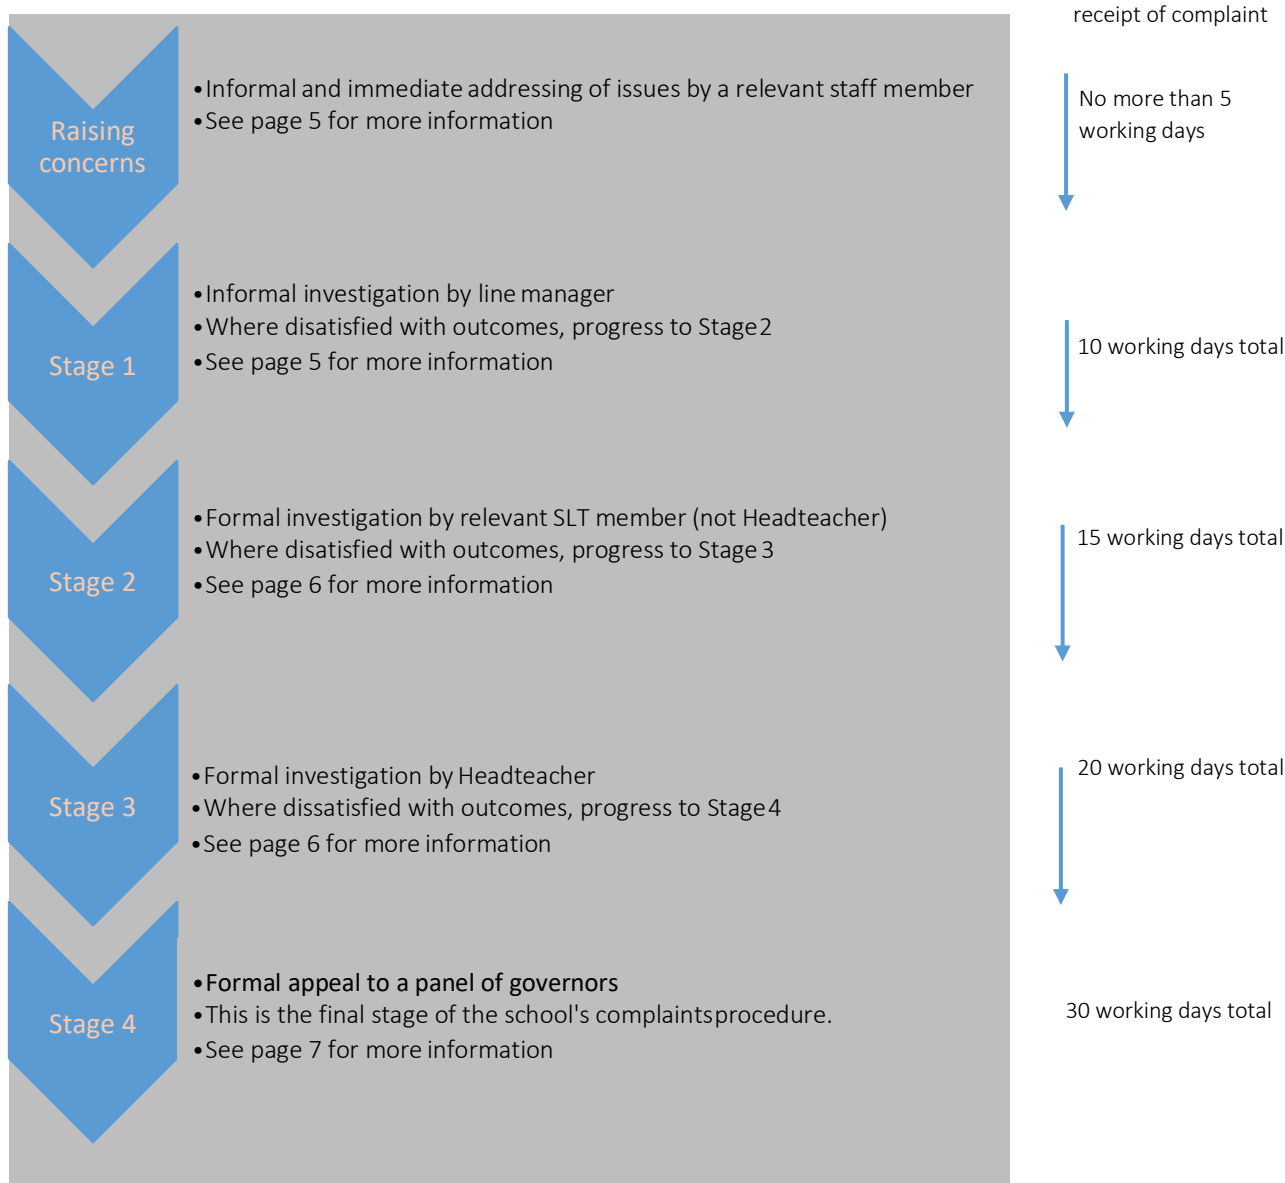 receipt of complaint
Raising
concerns
•Informal and immediate addressing of issues by a relevant staff member
•See page 5 for more information
No more than 5
working days
Stage 1
•Informal investigation by line manager
•Where disatisfied with outcomes, progress to Stage 2
•See page 5 for more information
10 working days total
Stage 2
•Formal investigation by relevant SLT member (not Headteacher)
•Where disatisfied with outcomes, progress to Stage 3
•See page 6 for more information
15 working days total
Stage 3
•Formal investigation by Headteacher
•Where dissatisfied with outcomes, progress to Stage 4
•See page 6 for more information
20 working days total
Stage 4
•Formal appeal to a panel of governors
•This is the final stage of the school's complaintsprocedure.
•See page 7 for more information
30 working days total